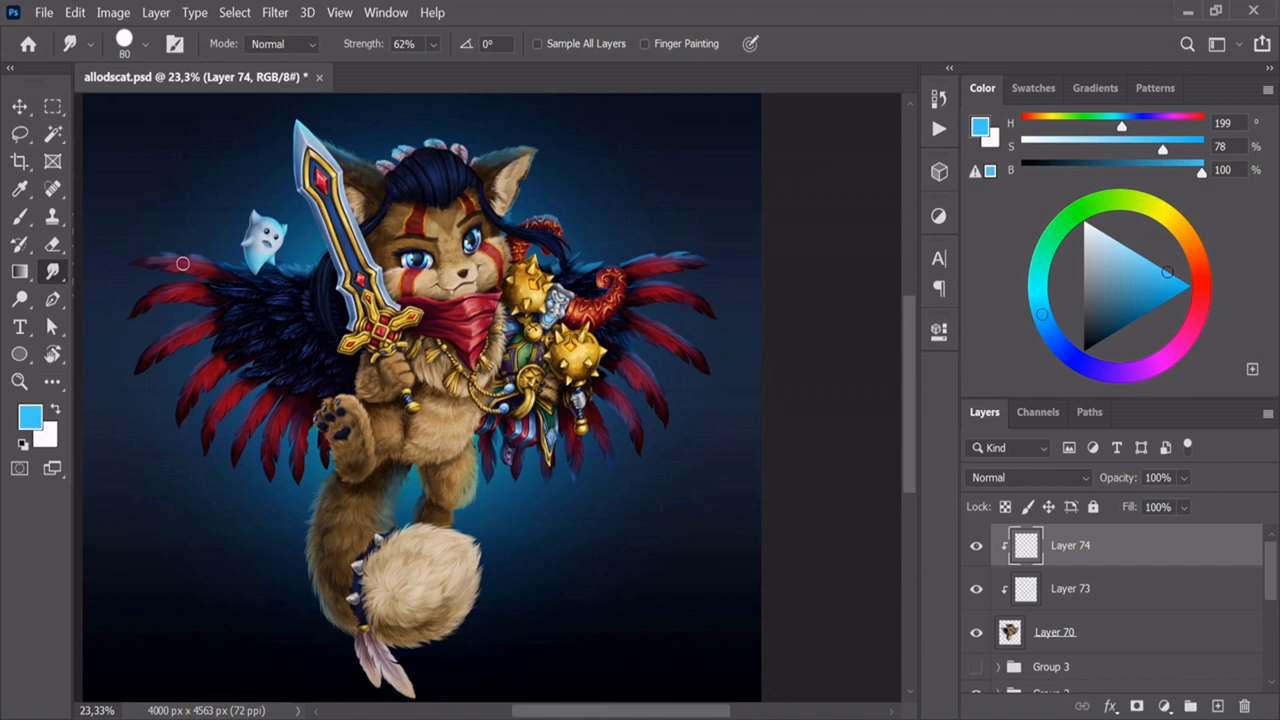 Ps File Edit Image Layer Type Select Filter 3D View Window Help
80 Mode: Normal Strength: 62% 0° Sample All Layers Finger Painting
allodscat.psd @ 23,3% (Layer 74, RGB/8#) * ×
Color Swatches Gradients Patterns
H 199 °
S 78 %
B 100 %
Layers Channels Paths
Kind
Normal Opacity: 100%
Lock: Fill: 100%
Layer 74
Layer 73
Layer 70
Group 3
23,33% 4000 px x 4563 px (72 ppi)